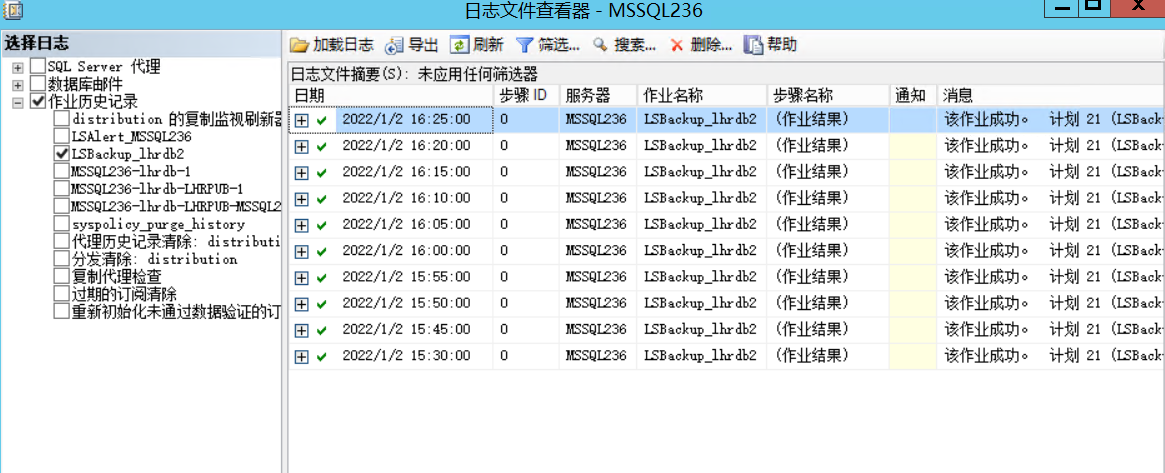 日志文件查看器 - MSSQL236
选择日志
SQL Server 代理
数据库邮件
作业历史记录
distribution 的复制监视刷新器
LSAlert_MSSQL236
LSBackup_lhrdb2
MSSQL236-lhrdb-1
MSSQL236-lhrdb-LHRPUB-1
MSSQL236-lhrdb-LHRPUB-MSSQL2
syspolicy_purge_history
代理历史记录清除: distributi
分发清除: distribution
复制代理检查
过期的订阅清除
重新初始化未通过数据验证的订
加载日志 导出 刷新 筛选... 搜索... 删除... 帮助
日志文件摘要(S): 未应用任何筛选器
日期 步骤 ID 服务器 作业名称 步骤名称 通知 消息
2022/1/2 16:25:00 0 MSSQL236 LSBackup_lhrdb2 (作业结果) 该作业成功。 计划 21 (LSBack
2022/1/2 16:20:00 0 MSSQL236 LSBackup_lhrdb2 (作业结果) 该作业成功。 计划 21 (LSBack
2022/1/2 16:15:00 0 MSSQL236 LSBackup_lhrdb2 (作业结果) 该作业成功。 计划 21 (LSBack
2022/1/2 16:10:00 0 MSSQL236 LSBackup_lhrdb2 (作业结果) 该作业成功。 计划 21 (LSBack
2022/1/2 16:05:00 0 MSSQL236 LSBackup_lhrdb2 (作业结果) 该作业成功。 计划 21 (LSBack
2022/1/2 16:00:00 0 MSSQL236 LSBackup_lhrdb2 (作业结果) 该作业成功。 计划 21 (LSBack
2022/1/2 15:55:00 0 MSSQL236 LSBackup_lhrdb2 (作业结果) 该作业成功。 计划 21 (LSBack
2022/1/2 15:50:00 0 MSSQL236 LSBackup_lhrdb2 (作业结果) 该作业成功。 计划 21 (LSBack
2022/1/2 15:45:00 0 MSSQL236 LSBackup_lhrdb2 (作业结果) 该作业成功。 计划 21 (LSBack
2022/1/2 15:30:00 0 MSSQL236 LSBackup_lhrdb2 (作业结果) 该作业成功。 计划 21 (LSBack